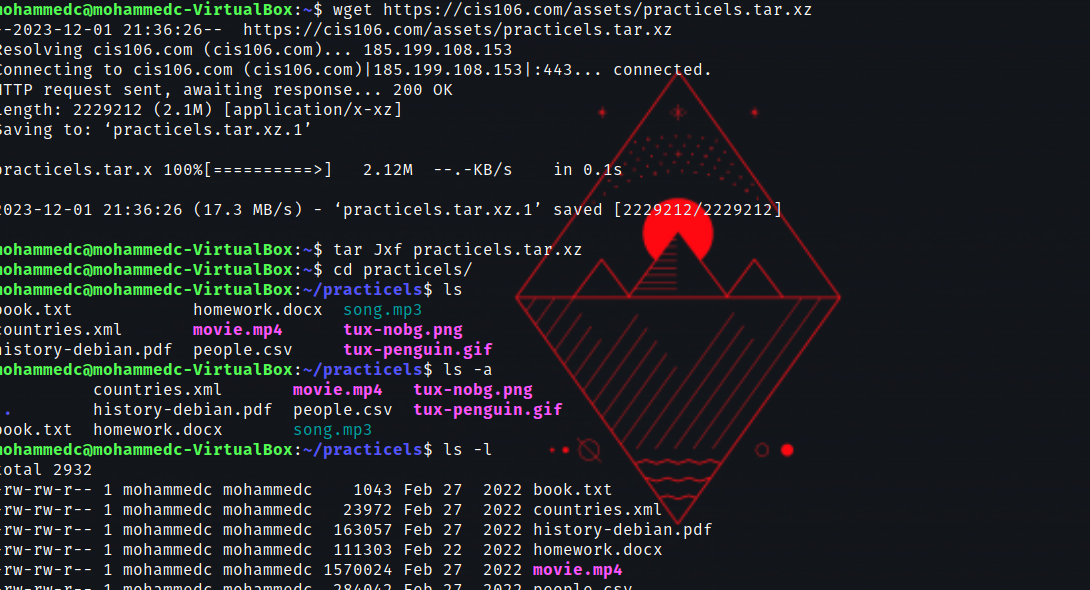 mohammedc@mohammedc-VirtualBox:~$ wget https://cis106.com/assets/practicels.tar.xz
--2023-12-01 21:36:26-- https://cis106.com/assets/practicels.tar.xz
Resolving cis106.com (cis106.com)... 185.199.108.153
Connecting to cis106.com (cis106.com)|185.199.108.153|:443... connected.
HTTP request sent, awaiting response... 200 OK
Length: 2229212 (2.1M) [application/x-xz]
Saving to: ‘practicels.tar.xz.1’
practicels.tar.x 100%[==========>] 2.12M --.-KB/s in 0.1s
2023-12-01 21:36:26 (17.3 MB/s) - ‘practicels.tar.xz.1’ saved [2229212/2229212]
mohammedc@mohammedc-VirtualBox:~$ tar Jxf practicels.tar.xz
mohammedc@mohammedc-VirtualBox:~$ cd practicels/
mohammedc@mohammedc-VirtualBox:~/practicels$ ls
book.txt homework.docx song.mp3
countries.xml movie.mp4 tux-nobg.png
history-debian.pdf people.csv tux-penguin.gif
mohammedc@mohammedc-VirtualBox:~/practicels$ ls -a
countries.xml movie.mp4 tux-nobg.png
. history-debian.pdf people.csv tux-penguin.gif
book.txt homework.docx song.mp3
mohammedc@mohammedc-VirtualBox:~/practicels$ ls -l
total 2932
-rw-rw-r-- 1 mohammedc mohammedc 1043 Feb 27 2022 book.txt
-rw-rw-r-- 1 mohammedc mohammedc 23972 Feb 27 2022 countries.xml
-rw-rw-r-- 1 mohammedc mohammedc 163057 Feb 27 2022 history-debian.pdf
-rw-rw-r-- 1 mohammedc mohammedc 111303 Feb 22 2022 homework.docx
-rw-rw-r-- 1 mohammedc mohammedc 1570024 Feb 27 2022 movie.mp4
-rw-rw-r-- 1 mohammedc mohammedc 284042 Feb 27 2022 people.csv